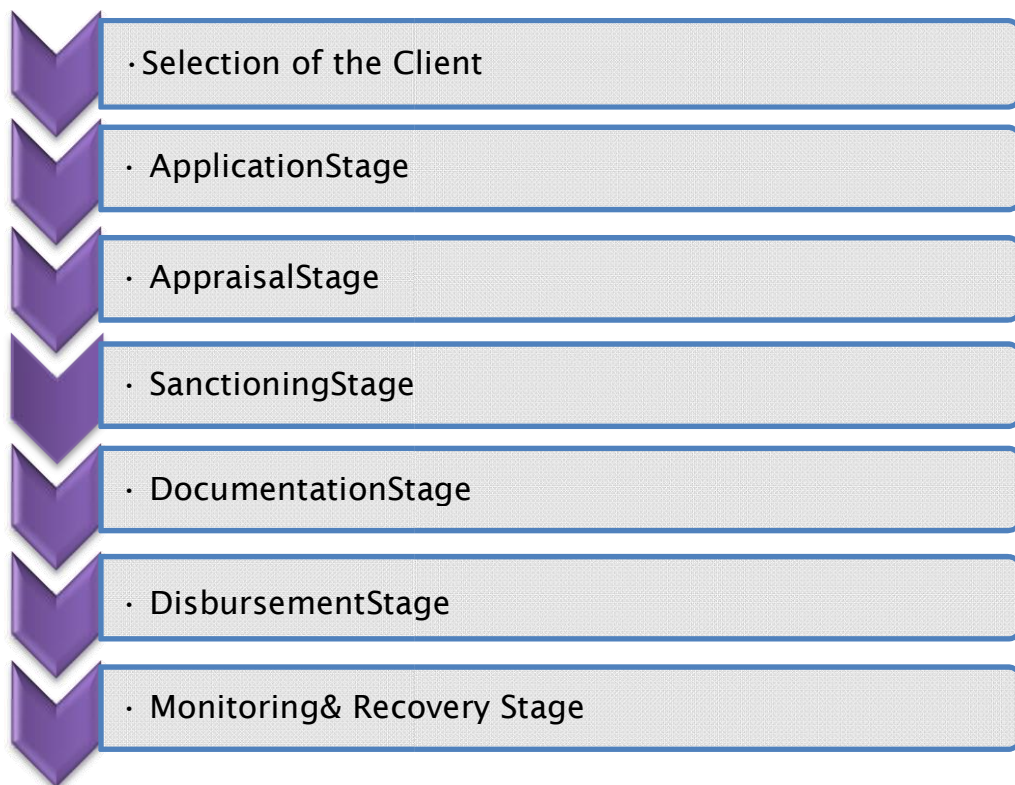 ·Selection of the Client
· ApplicationStage
· AppraisalStage
· SanctioningStage
· DocumentationStage
· DisbursementStage
· Monitoring& Recovery Stage